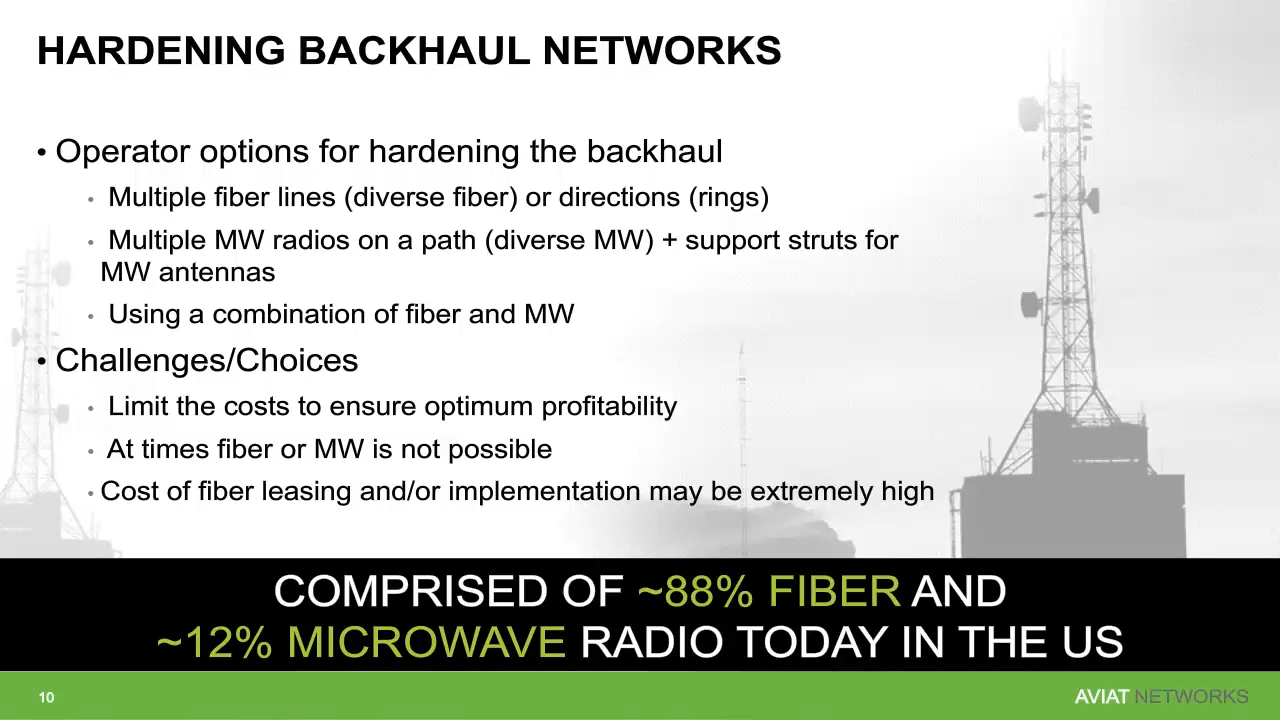 HARDENING BACKHAUL NETWORKS
• Operator options for hardening the backhaul
• Multiple fiber lines (diverse fiber) or directions (rings)
• Multiple MW radios on a path (diverse MW) + support struts for
MW antennas
• Using a combination of fiber and MW
• Challenges/Choices
• Limit the costs to ensure optimum profitability
• At times fiber or MW is not possible
• Cost of fiber leasing and/or implementation may be extremely high
COMPRISED OF ~88% FIBER AND
~12% MICROWAVE RADIO TODAY IN THE US
10
AVIAT NETWORKS